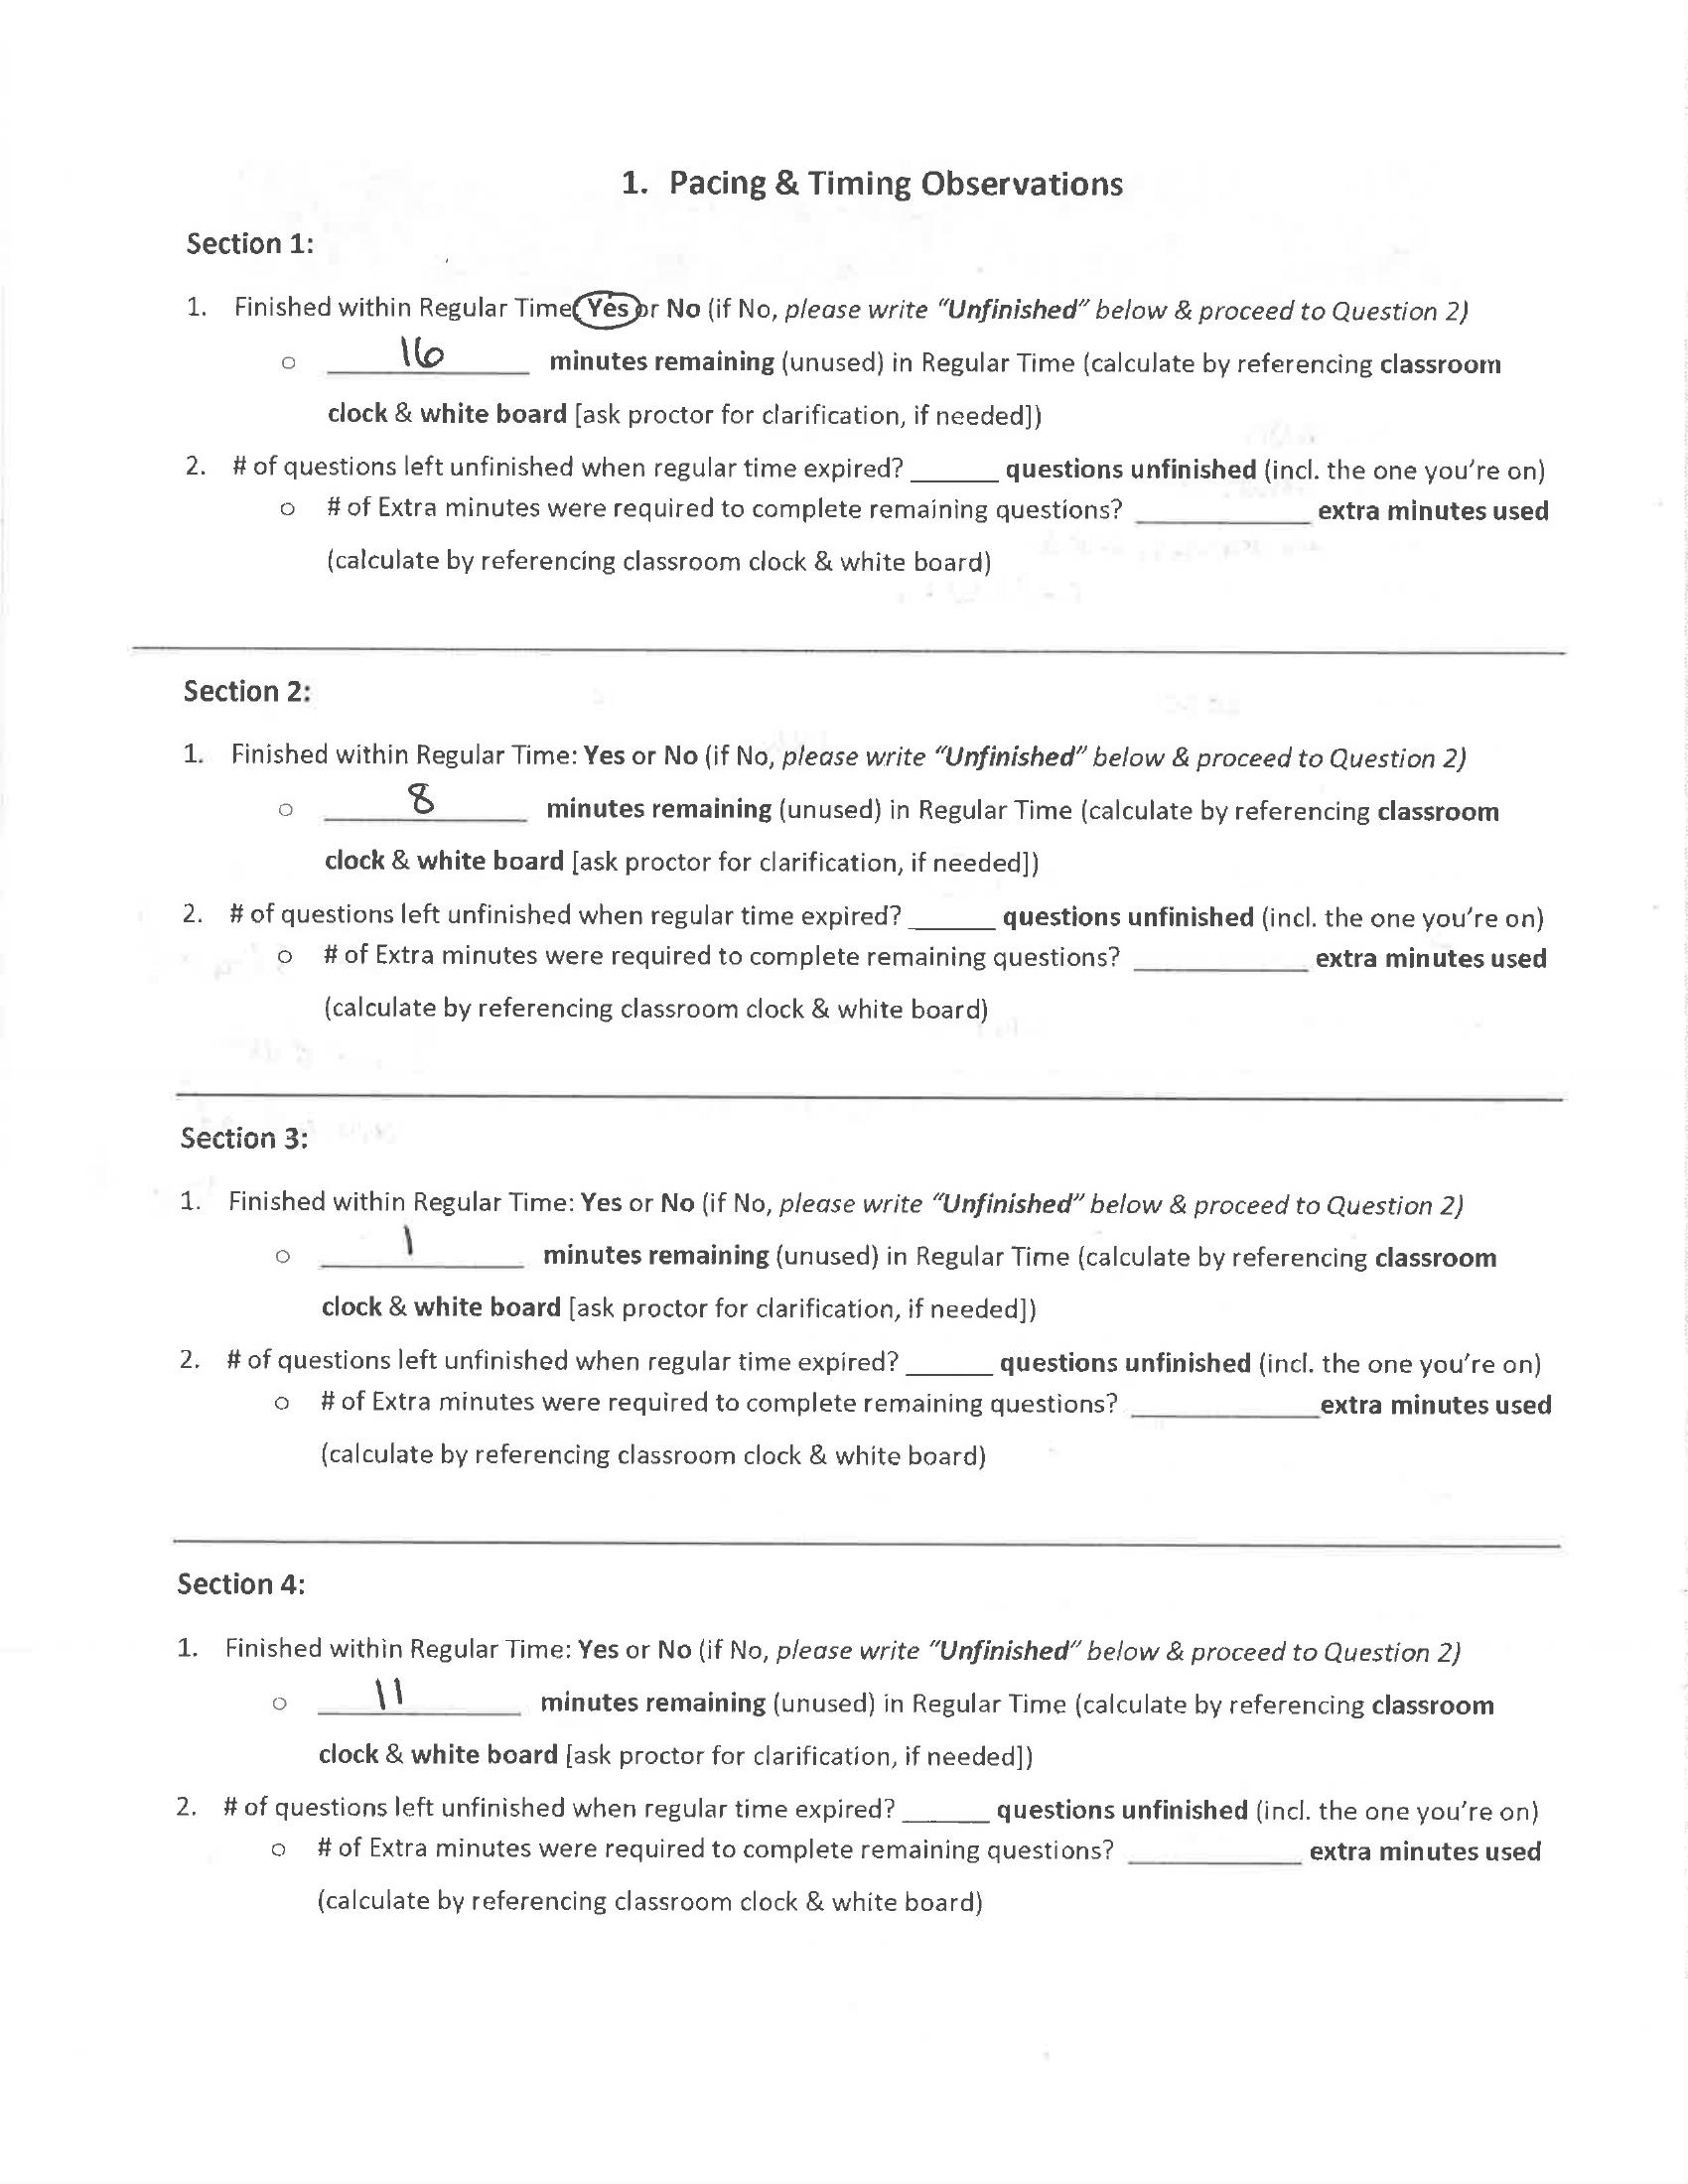 1. Pacing & Timing Observations
Section 1:
1. Finished within Regular Time Yes or No (if No, please write "Unfinished" below & proceed to Question 2)
o 16 minutes remaining (unused) in Regular Time (calculate by referencing classroom
clock & white board [ask proctor for clarification, if needed])
2. # of questions left unfinished when regular time expired? ______ questions unfinished (incl. the one you're on)
o # of Extra minutes were required to complete remaining questions? ____________ extra minutes used
(calculate by referencing classroom clock & white board)
Section 2:
1. Finished within Regular Time: Yes or No (if No, please write "Unfinished" below & proceed to Question 2)
o 8 minutes remaining (unused) in Regular Time (calculate by referencing classroom
clock & white board [ask proctor for clarification, if needed])
2. # of questions left unfinished when regular time expired? ______ questions unfinished (incl. the one you're on)
o # of Extra minutes were required to complete remaining questions? ____________ extra minutes used
(calculate by referencing classroom clock & white board)
Section 3:
1. Finished within Regular Time: Yes or No (if No, please write "Unfinished" below & proceed to Question 2)
o 1 minutes remaining (unused) in Regular Time (calculate by referencing classroom
clock & white board [ask proctor for clarification, if needed])
2. # of questions left unfinished when regular time expired? ______ questions unfinished (incl. the one you're on)
o # of Extra minutes were required to complete remaining questions? _____________extra minutes used
(calculate by referencing classroom clock & white board)
Section 4:
1. Finished within Regular Time: Yes or No (if No, please write "Unfinished" below & proceed to Question 2)
o 11 minutes remaining (unused) in Regular Time (calculate by referencing classroom
clock & white board [ask proctor for clarification, if needed])
2. # of questions left unfinished when regular time expired? ______ questions unfinished (incl. the one you're on)
o # of Extra minutes were required to complete remaining questions? ____________ extra minutes used
(calculate by referencing classroom clock & white board)